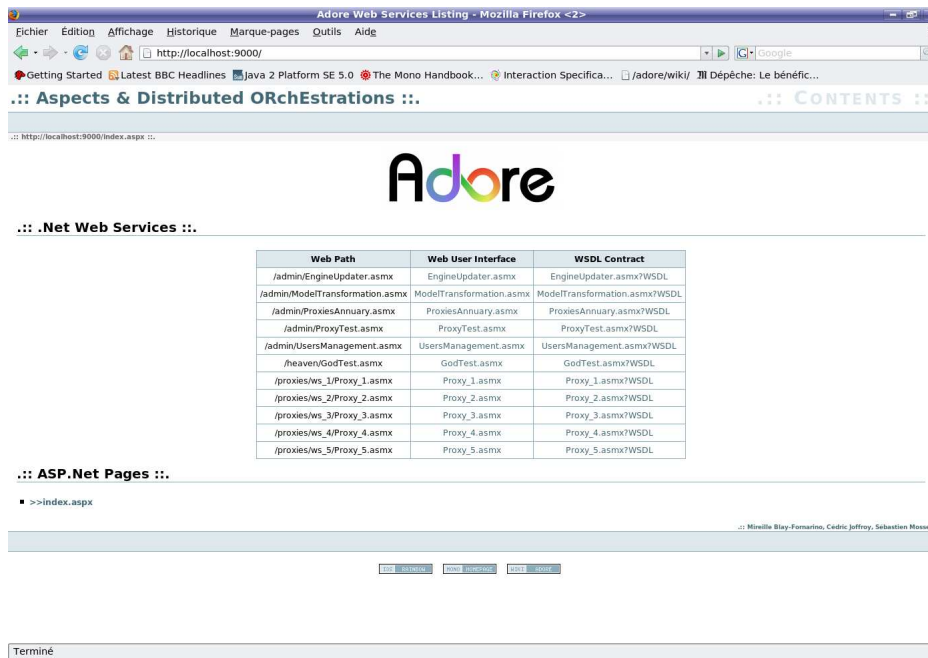 Adore Web Services Listing - Mozilla Firefox <2>
Fichier Édition Affichage Historique Marque-pages Outils Aide
http://localhost:9000/ G Google
Getting Started Latest BBC Headlines Java 2 Platform SE 5.0 The Mono Handbook... Interaction Specifica... /adore/wiki/ Dépêche: Le bénéfic...
.:: Aspects & Distributed ORchEstrations ::. .:: CONTENTS ::
.:: http://localhost:9000/index.aspx ::.
Adore
.:: .Net Web Services ::.
Web Path Web User Interface WSDL Contract
/admin/EngineUpdater.asmx EngineUpdater.asmx EngineUpdater.asmx?WSDL
/admin/ModelTransformation.asmx ModelTransformation.asmx ModelTransformation.asmx?WSDL
/admin/ProxiesAnnuary.asmx ProxiesAnnuary.asmx ProxiesAnnuary.asmx?WSDL
/admin/ProxyTest.asmx ProxyTest.asmx ProxyTest.asmx?WSDL
/admin/UsersManagement.asmx UsersManagement.asmx UsersManagement.asmx?WSDL
/heaven/GodTest.asmx GodTest.asmx GodTest.asmx?WSDL
/proxies/ws_1/Proxy_1.asmx Proxy_1.asmx Proxy_1.asmx?WSDL
/proxies/ws_2/Proxy_2.asmx Proxy_2.asmx Proxy_2.asmx?WSDL
/proxies/ws_3/Proxy_3.asmx Proxy_3.asmx Proxy_3.asmx?WSDL
/proxies/ws_4/Proxy_4.asmx Proxy_4.asmx Proxy_4.asmx?WSDL
/proxies/ws_5/Proxy_5.asmx Proxy_5.asmx Proxy_5.asmx?WSDL
.:: ASP.Net Pages ::.
>>index.aspx
.:: Mireille Blay-Fornarino, Cédric Joffroy, Sébastien Mosse
RAINBOW MONO HOMEPAGE WIKI ADORE
Terminé